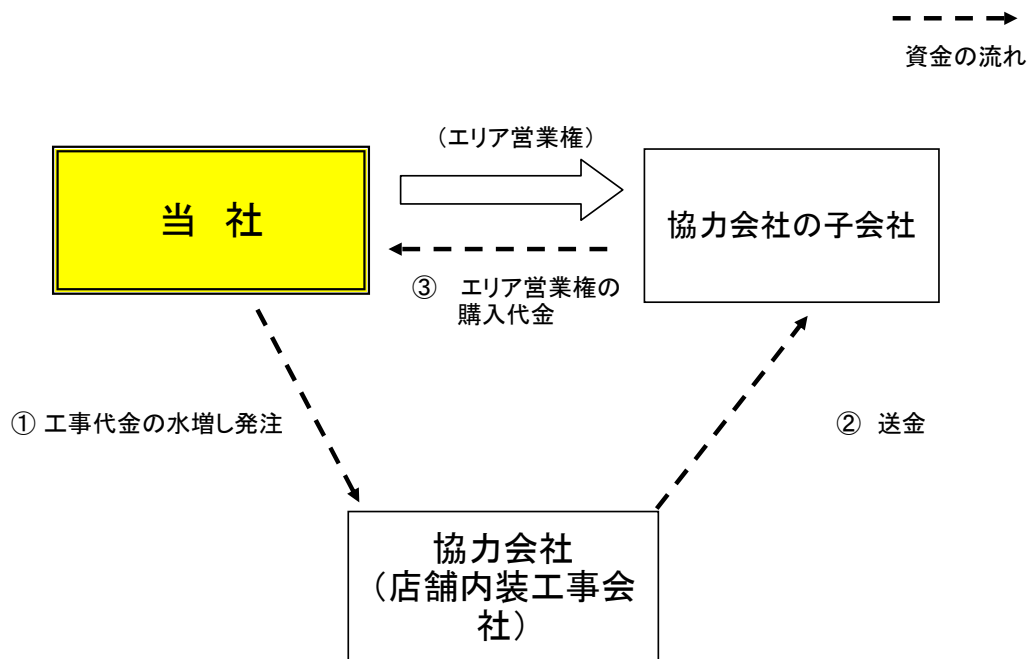 資金の流れ
（エリア営業権）
当 社
協力会社の子会社
③ エリア営業権の
購入代金
① 工事代金の水増し発注
② 送金
協力会社
（店舗内装工事会
社）